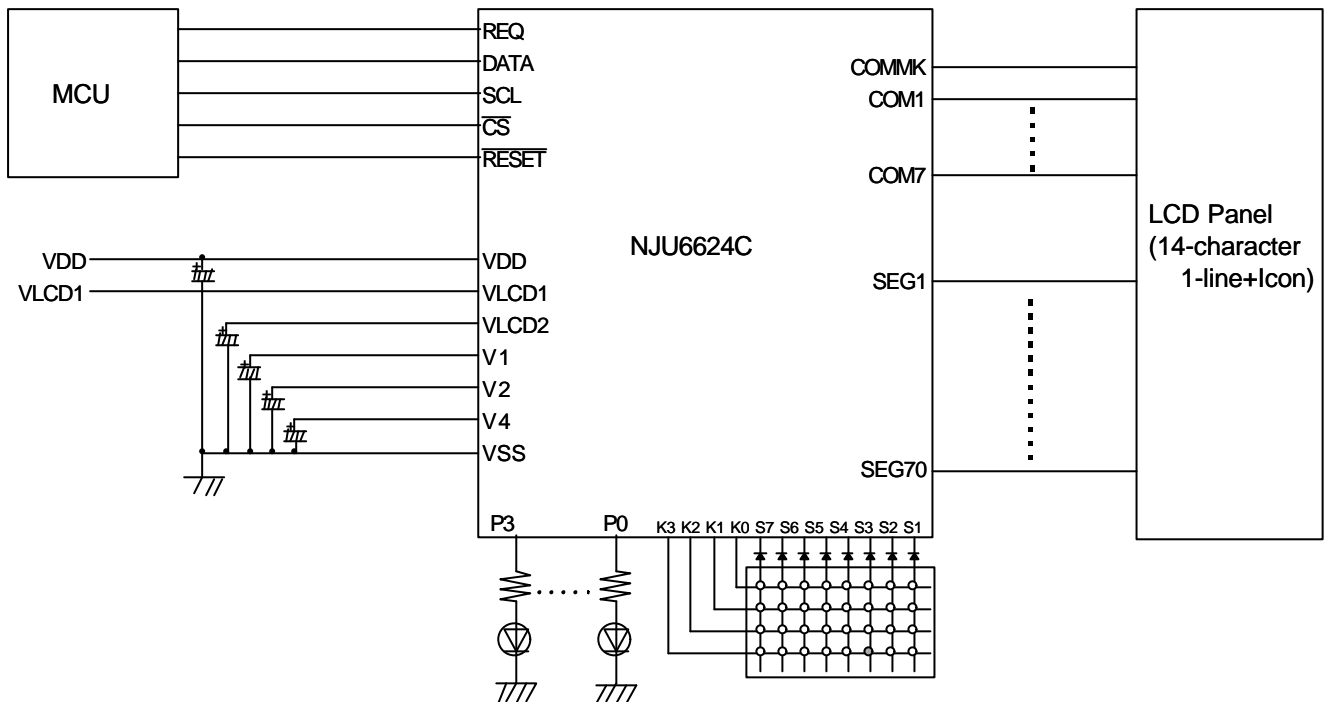 MCU
REQ
DATA
SCL
CS
RESET
VDD
VLCD1
VDD
VLCD1
VLCD2
V1
V2
V4
VSS
NJU6624C
COMMK
COM1
COM7
SEG1
SEG70
LCD Panel
(14-character
1-line+Icon)
P3
P0
K3 K2 K1 K0 S7 S6 S5 S4 S3 S2 S1